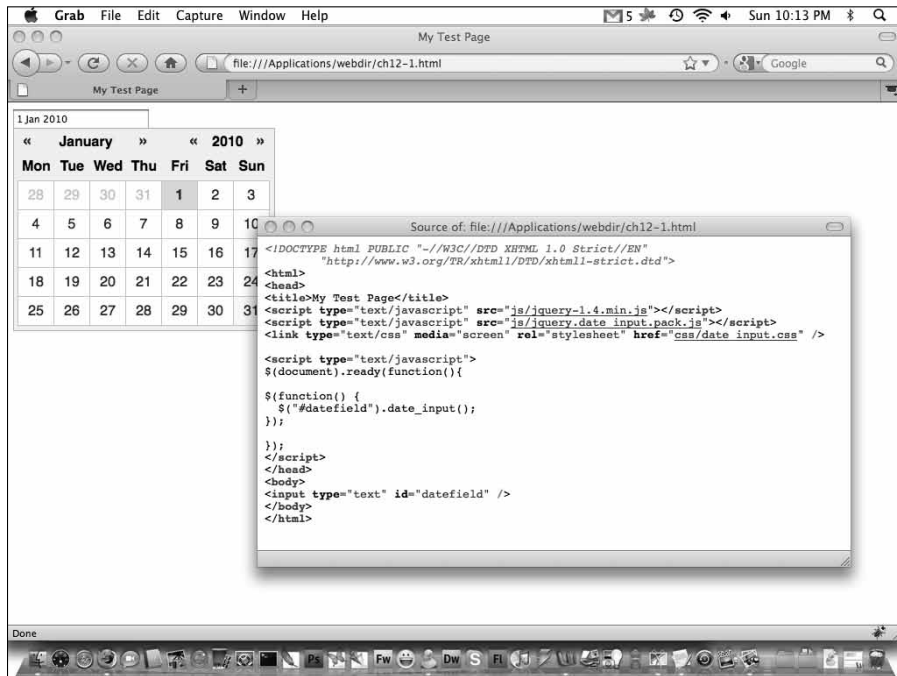 Grab File Edit Capture Window Help 5 Sun 10:13 PM
My Test Page
file:///Applications/webdir/ch12-1.html Google
My Test Page +
1 Jan 2010
« January » « 2010 »
Mon Tue Wed Thu Fri Sat Sun
28 29 30 31 1 2 3
4 5 6 7 8 9 10
11 12 13 14 15 16 17
18 19 20 21 22 23 24
25 26 27 28 29 30 31
Source of: file:///Applications/webdir/ch12-1.html
<!DOCTYPE html PUBLIC "-//W3C//DTD XHTML 1.0 Strict//EN"
"http://www.w3.org/TR/xhtml1/DTD/xhtml1-strict.dtd">
<html>
<head>
<title>My Test Page</title>
<script type="text/javascript" src="js/jquery-1.4.min.js"></script>
<script type="text/javascript" src="js/jquery.date_input.pack.js"></script>
<link type="text/css" media="screen" rel="stylesheet" href="css/date_input.css" />
<script type="text/javascript">
$(document).ready(function(){
$(function() {
$("#datefield").date_input();
});
});
</script>
</head>
<body>
<input type="text" id="datefield" />
</body>
</html>
Done
Ps Fw Dw S Fl